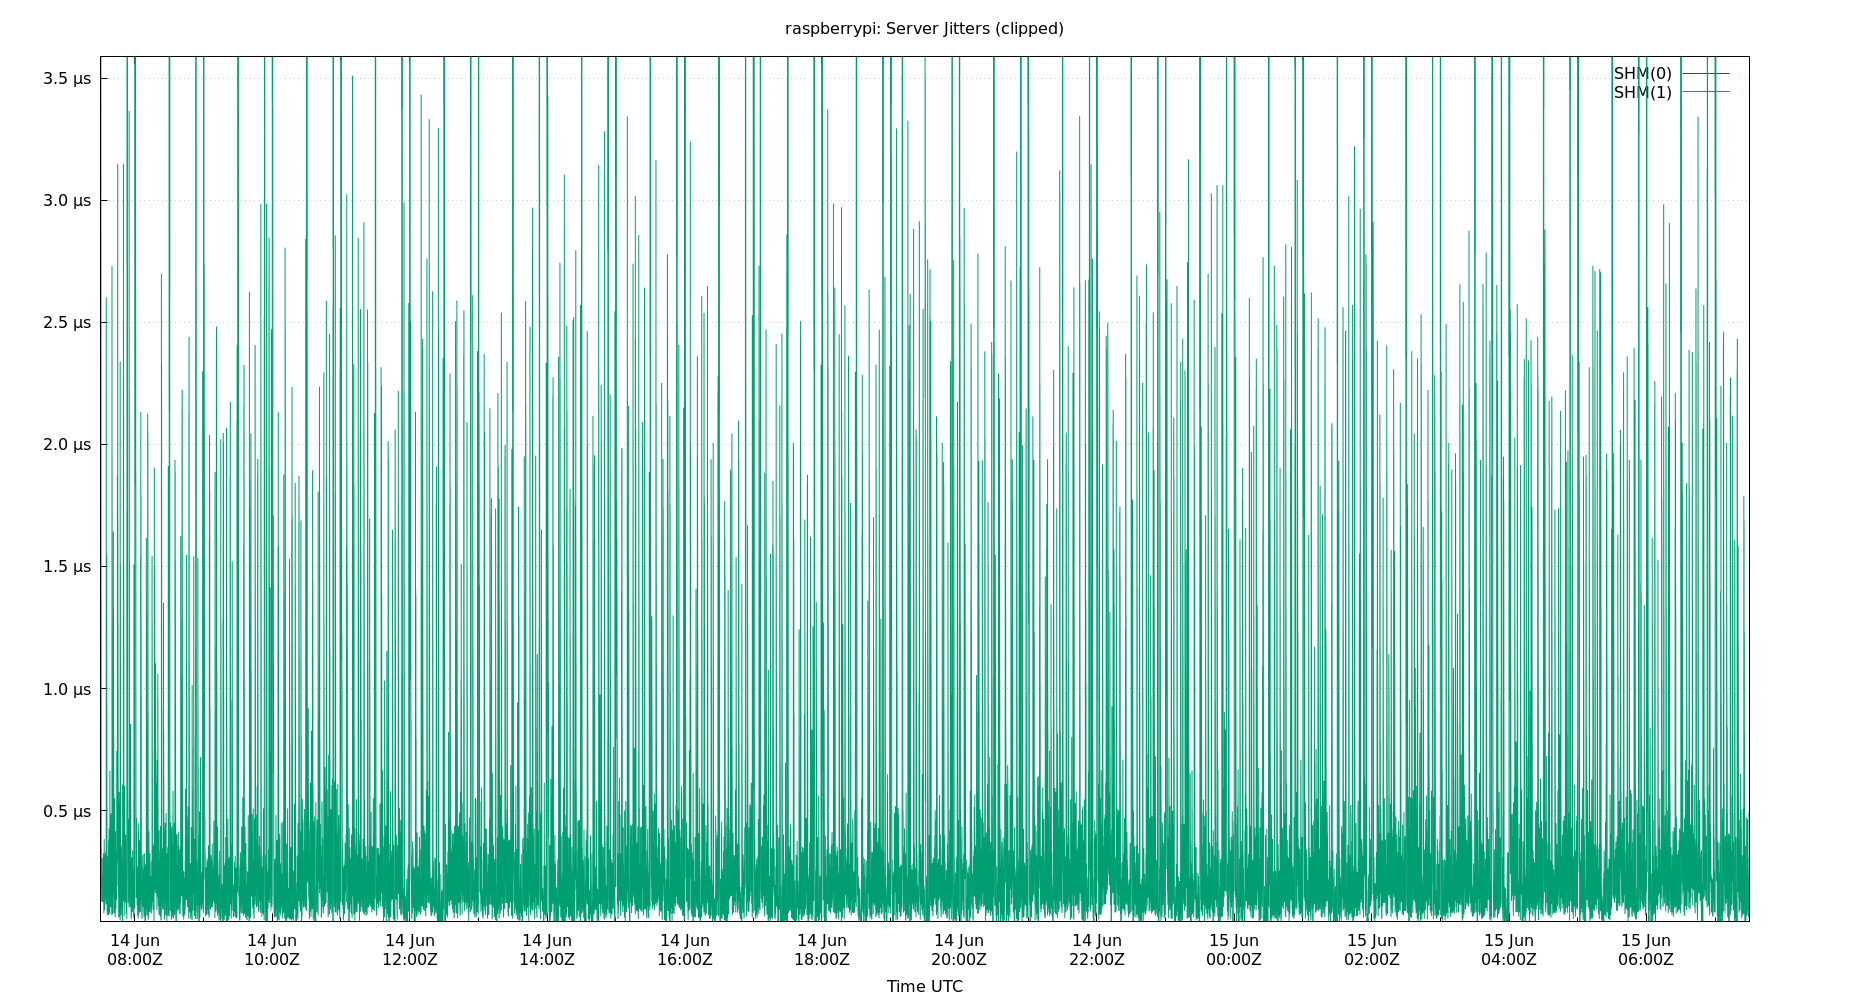 raspberrypi: Server Jitters (clipped)
3.5 µs
3.0 µs
2.5 µs
2.0 µs
1.5 µs
1.0 µs
0.5 µs
SHM(0)
SHM(1)
14 Jun 14 Jun 14 Jun 14 Jun 14 Jun 14 Jun 14 Jun 14 Jun 15 Jun 15 Jun 15 Jun 15 Jun
08:00Z 10:00Z 12:00Z 14:00Z 16:00Z 18:00Z 20:00Z 22:00Z 00:00Z 02:00Z 04:00Z 06:00Z
Time UTC